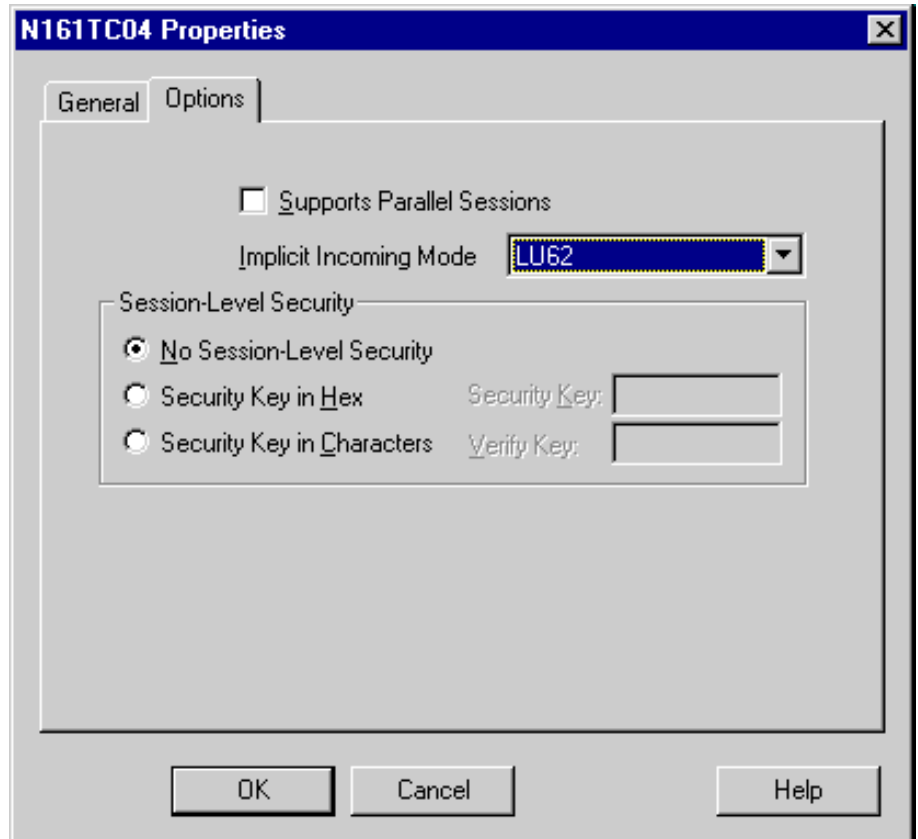 N161TC04 Properties
General Options
Supports Parallel Sessions
Implicit Incoming Mode LU62
Session-Level Security
No Session-Level Security
Security Key in Hex Security Key:
Security Key in Characters Verify Key:
OK Cancel Help